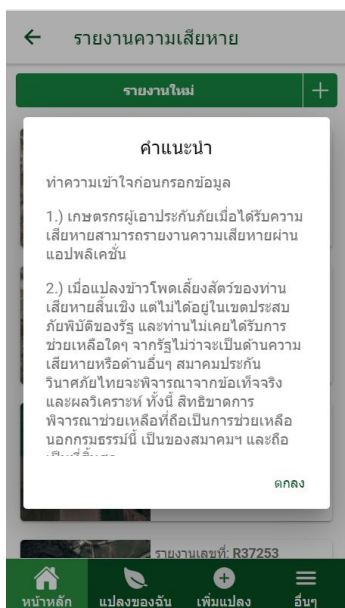 รายงานความเสียหาย
รายงานใหม่
คำแนะนำ
ทำความเข้าใจก่อนกรอกข้อมูล
1.) เกษตรกรผู้เอาประกันภัยเมื่อได้รับความ
เสียหายสามารถรายงานความเสียหายผ่าน
แอปพลิเคชั่น
2.) เมื่อแปลงข้าวโพดเลี้ยงสัตว์ของท่าน
เสียหายสิ้นเชิง แต่ไม่ได้อยู่ในเขตประสบ
ภัยพิบัติของรัฐ และท่านไม่เคยได้รับการ
ช่วยเหลือใดๆ จากรัฐไม่ว่าจะเป็นด้านความ
เสียหายหรือด้านอื่นๆ สมาคมประกัน
วินาศภัยไทยจะพิจารณาจากข้อเท็จจริง
และผลวิเคราะห์ ทั้งนี้ สิทธิขาดการ
พิจารณาช่วยเหลือที่ถือเป็นการช่วยเหลือ
นอกกรมธรรม์นี้ เป็นของสมาคมฯ และถือ
ตกลง
รายงานเลขที่: R37253
หน้าหลัก แปลงของฉัน เพิ่มแปลง อื่นๆ